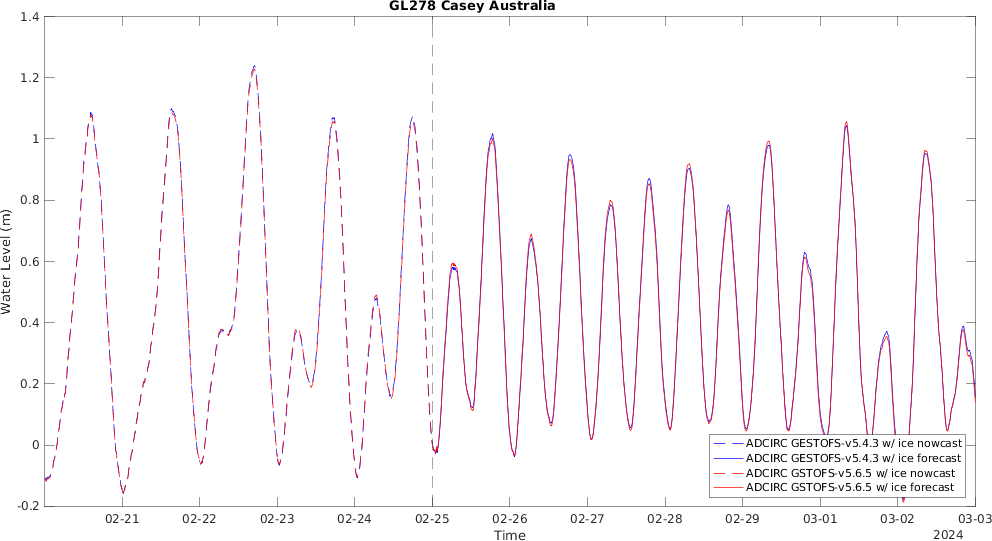 GL278 Casey Australia
1.4
1.2
1
0.8
0.6
0.4
0.2
0
-0.2
Water Level (m)
02-21 02-22 02-23 02-24 02-25 02-26 02-27 02-28 02-29 03-01 03-02 03-03
Time
2024
ADCIRC GESTOFS-v5.4.3 w/ ice nowcast
ADCIRC GESTOFS-v5.4.3 w/ ice forecast
ADCIRC GSTOFS-v5.6.5 w/ ice nowcast
ADCIRC GSTOFS-v5.6.5 w/ ice forecast